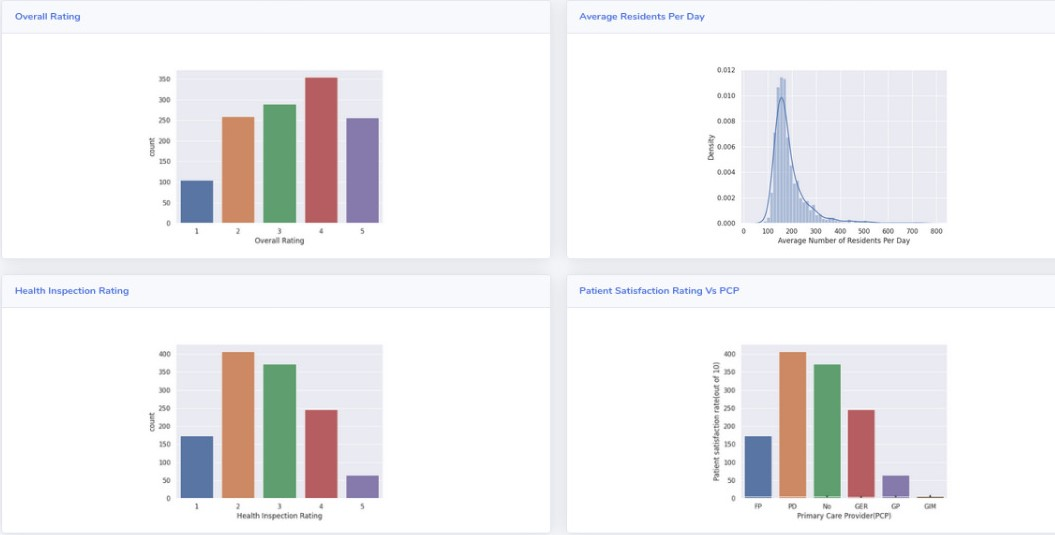 Overall Rating
350
300
250
200
150
100
50
0
count
1 2 3 4 5
Overall Rating
Average Residents Per Day
0.012
0.010
0.008
0.006
0.004
0.002
0.000
Density
0 100 200 300 400 500 600 700 800
Average Number of Residents Per Day
Health Inspection Rating
400
350
300
250
200
150
100
50
0
count
1 2 3 4 5
Health Inspection Rating
Patient Satisfaction Rating Vs PCP
400
350
300
250
200
150
100
50
0
Patient satisfaction rate(out of 10)
FP PD No GER GP GIM
Primary Care Provider(PCP)